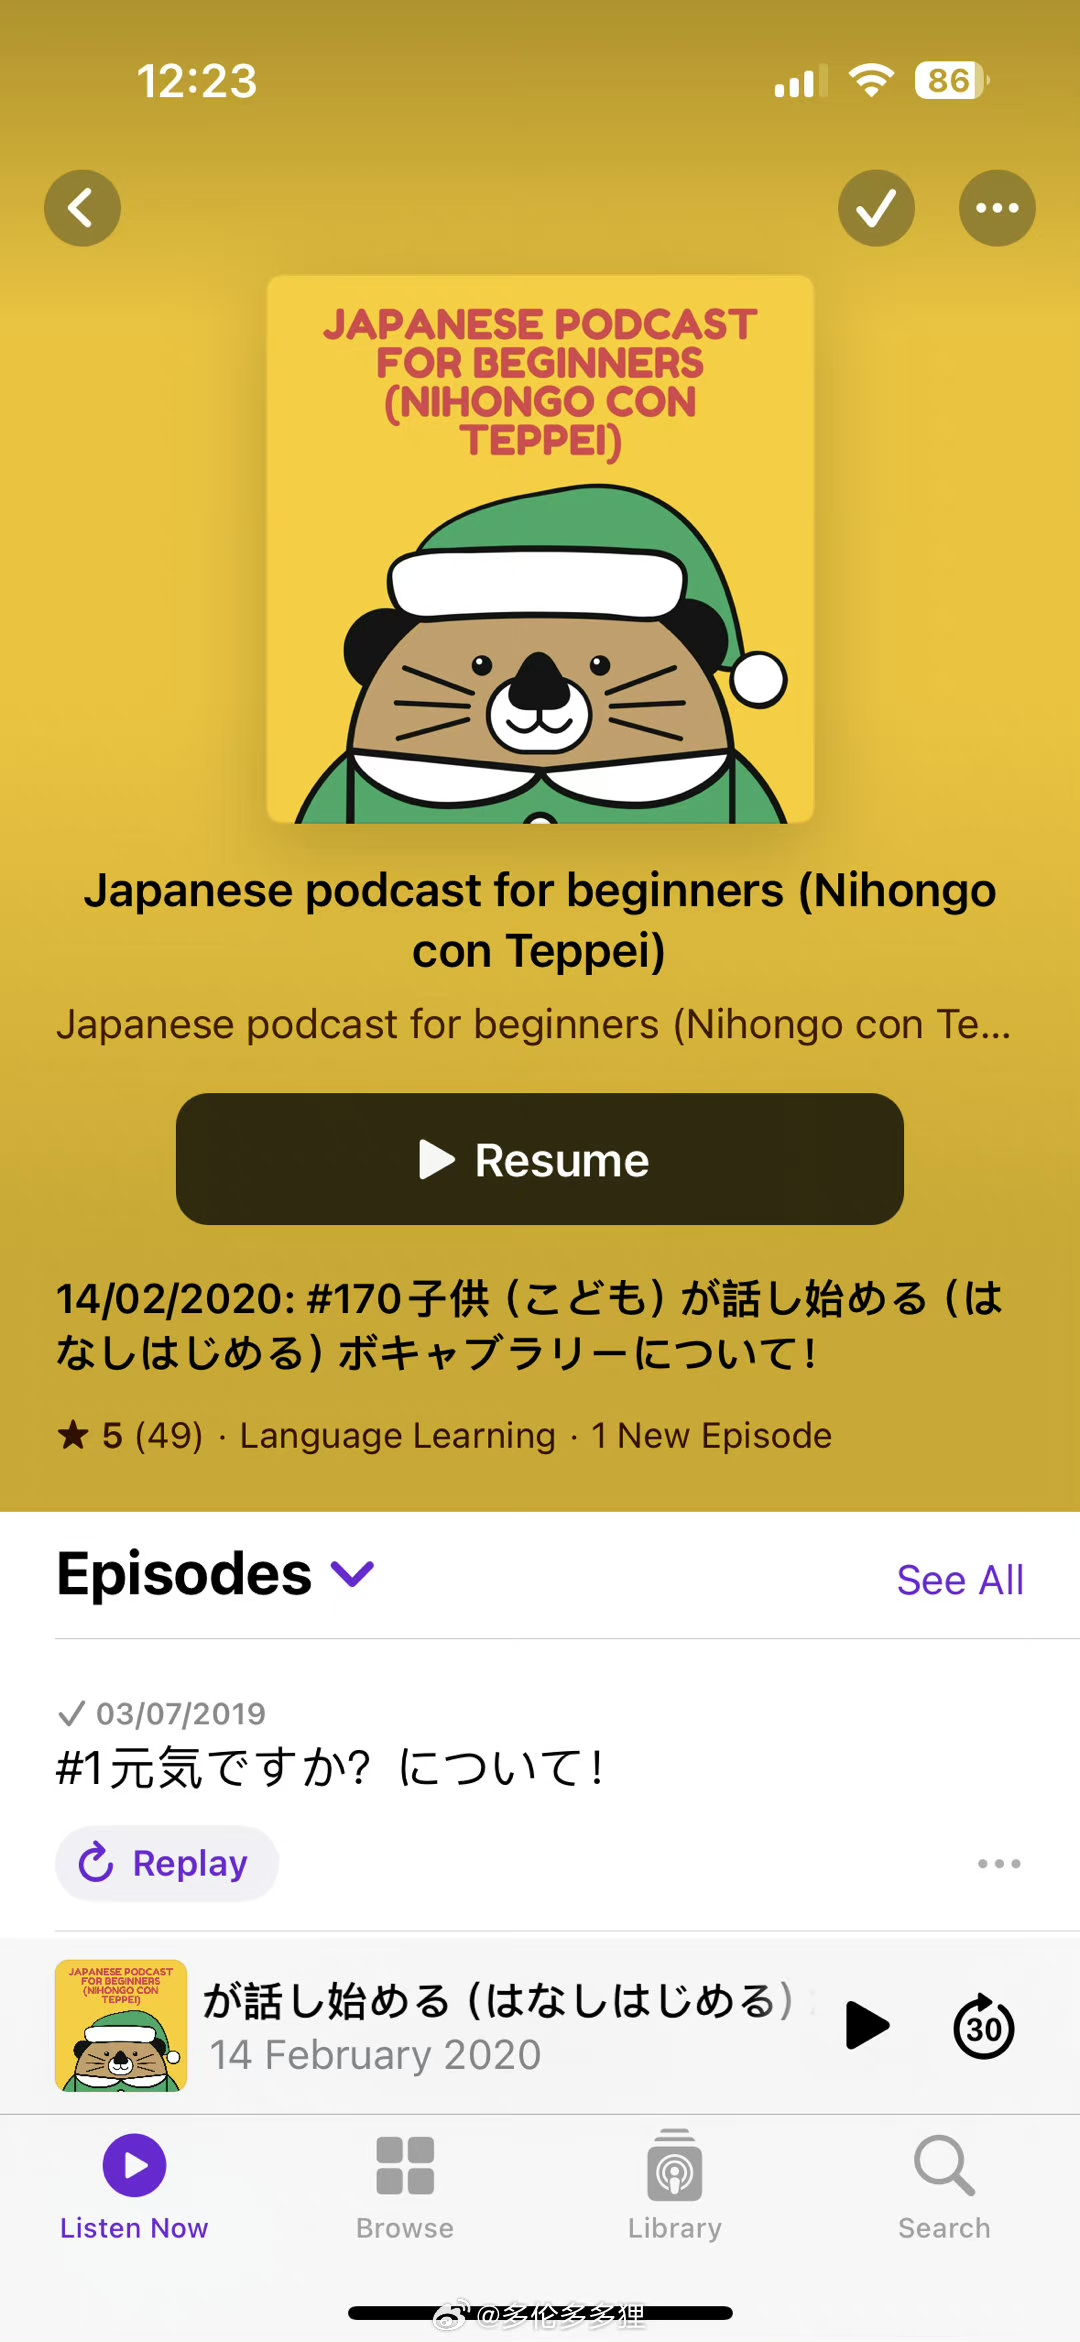 12:23
86
JAPANESE PODCAST
FOR BEGINNERS
(NIHONGO CON
TEPPEI)
Japanese podcast for beginners (Nihongo
con Teppei)
Japanese podcast for beginners (Nihongo con Te...
Resume
14/02/2020: #170子供（こども）が話し始める（は
なしはじめる）ボキャブラリーについて！
★ 5 (49) · Language Learning · 1 New Episode
Episodes
See All
03/07/2019
#1元気ですか？について！
Replay
JAPANESE PODCAST
FOR BEGINNERS
(NIHONGO CON
TEPPEI)
が話し始める（はなしはじめる）
14 February 2020
30
Listen Now
Browse
Library
Search
@多伦多多狸